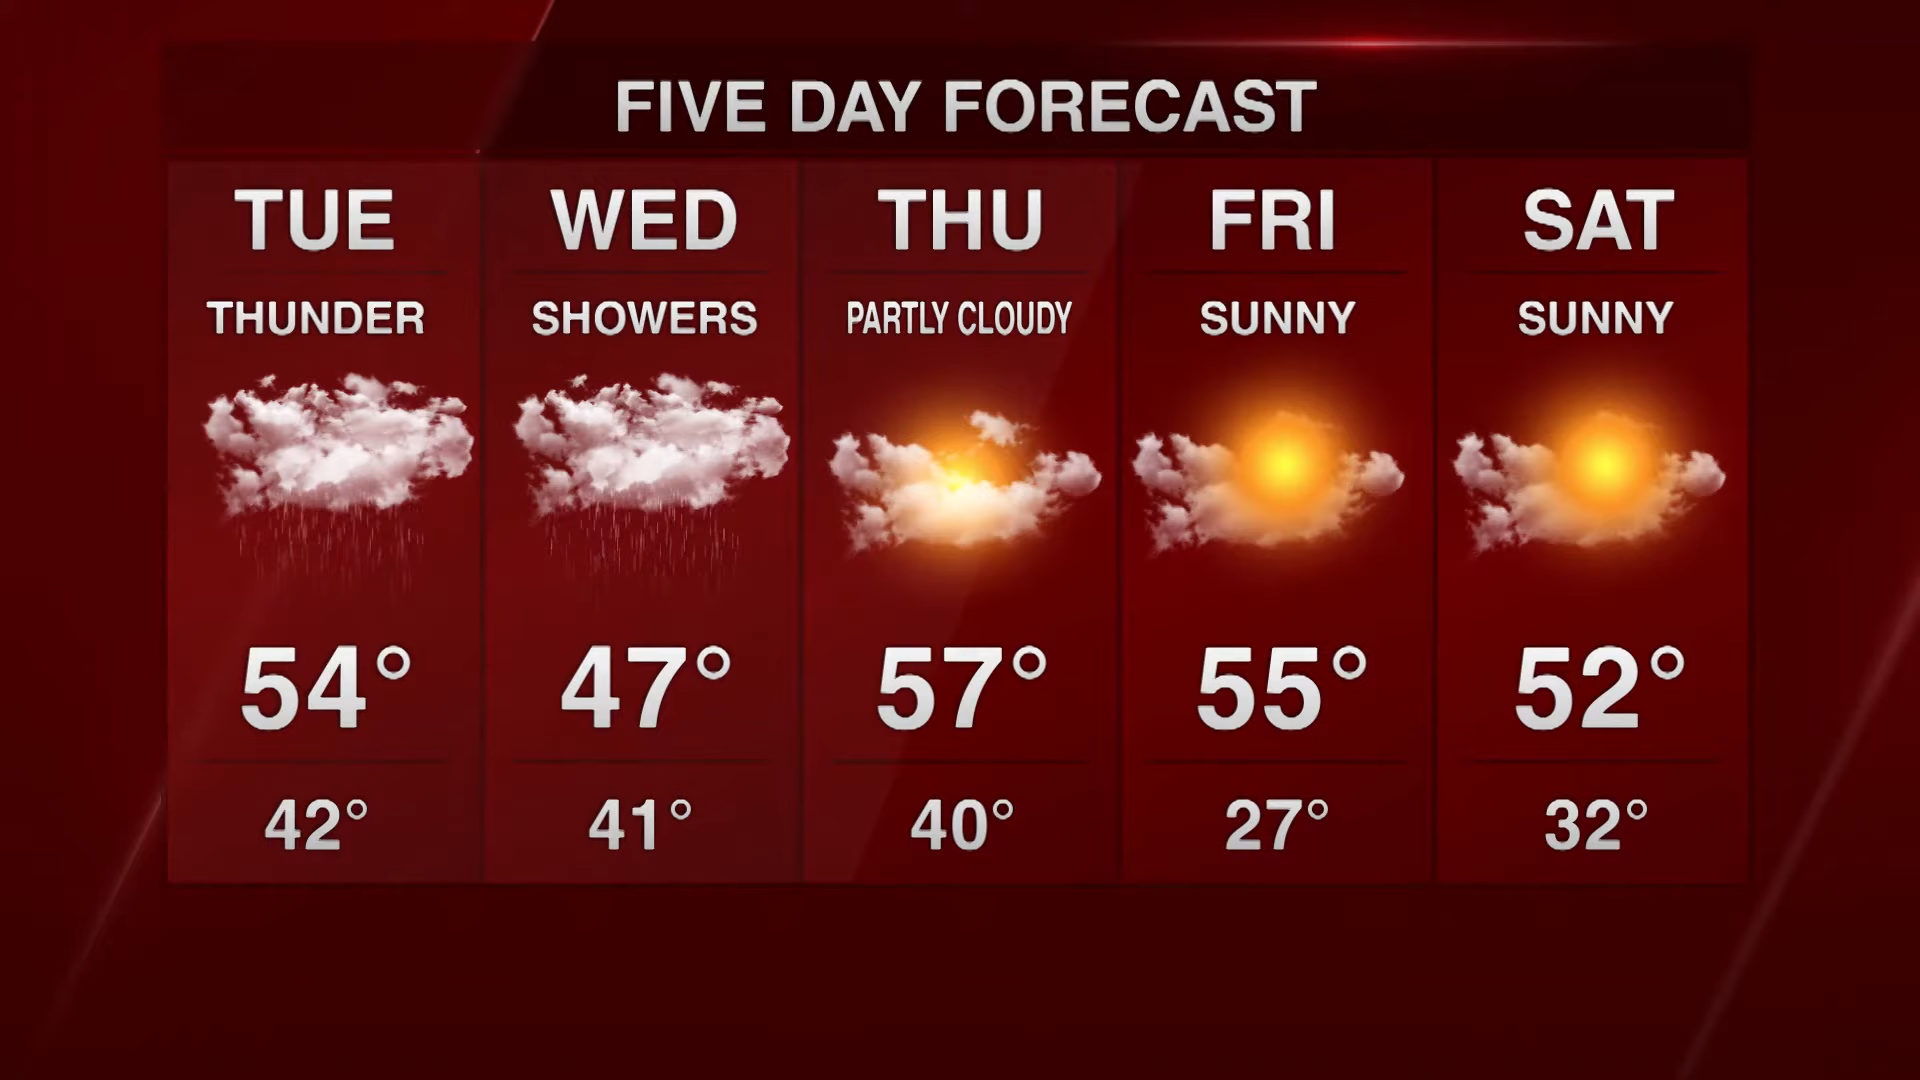 FIVE DAY FORECAST
TUE WED THU FRI SAT
THUNDER SHOWERS PARTLY CLOUDY SUNNY SUNNY
54° 47° 57° 55° 52°
42° 41° 40° 27° 32°